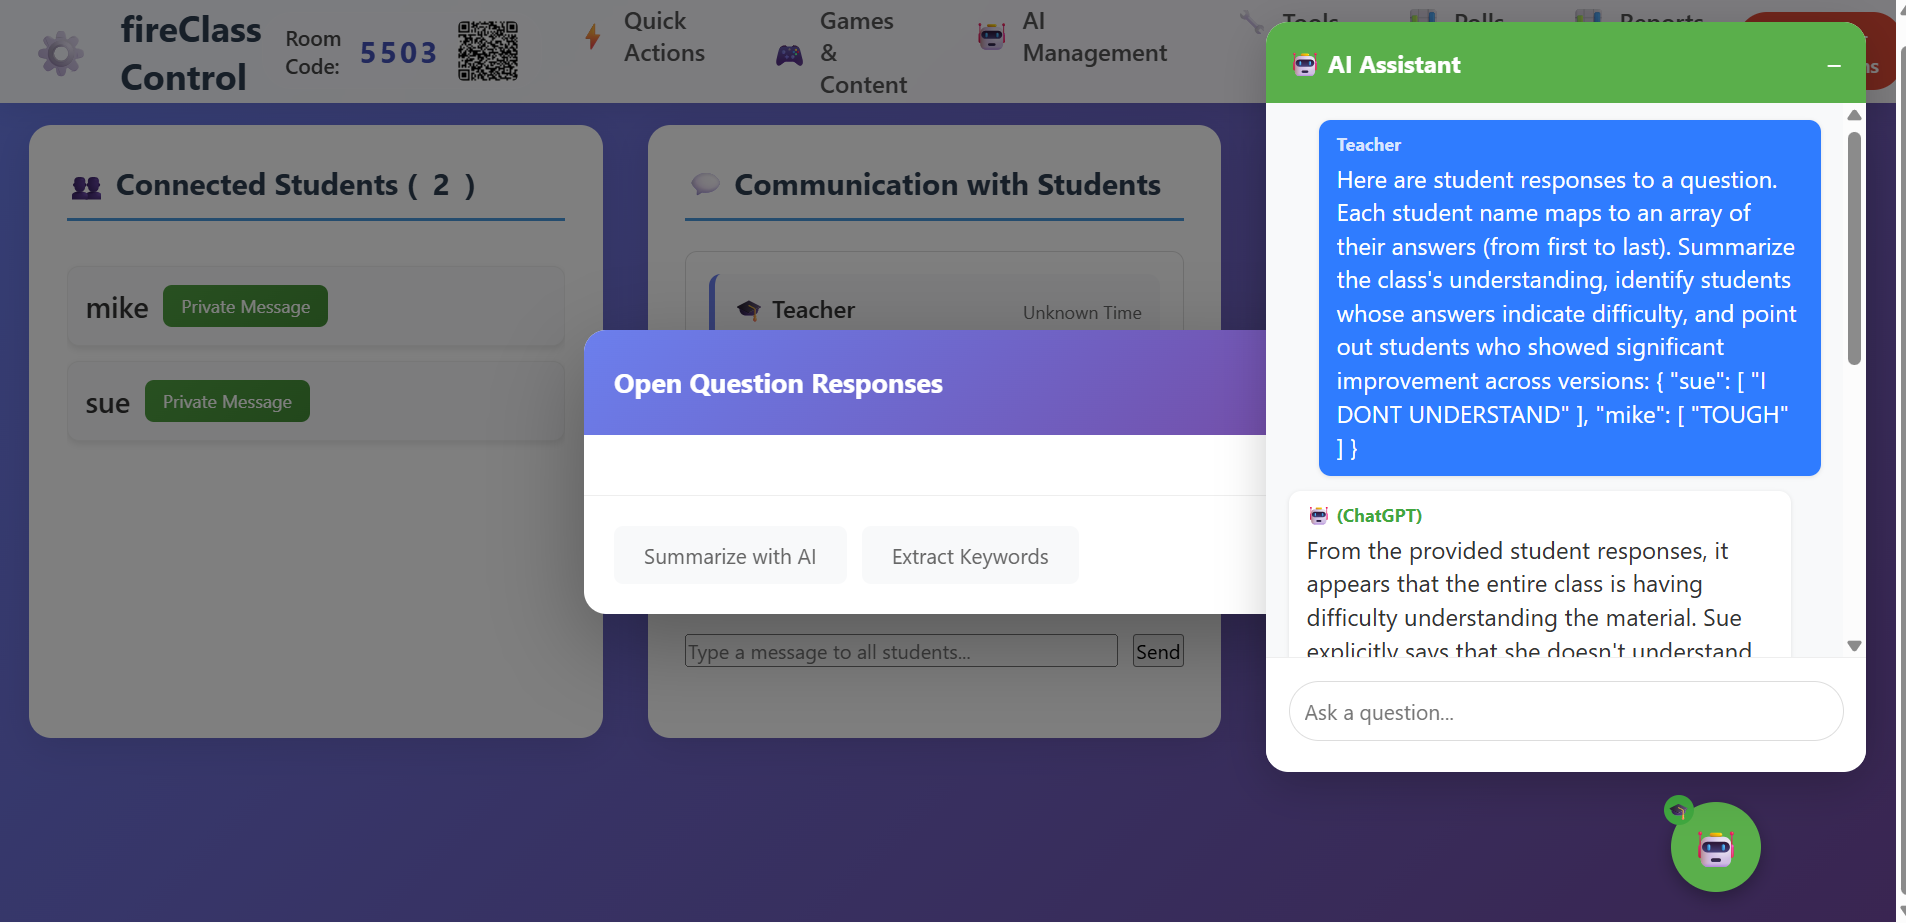 fireClass
Control
Room
Code:
5503
Quick
Actions
Games
&
Content
AI
Management
Tools
Polls
Reports
Connected Students ( 2 )
mike
Private Message
sue
Private Message
Communication with Students
Teacher
Unknown Time
Type a message to all students...
Send
Open Question Responses
Summarize with AI
Extract Keywords
AI Assistant
Teacher
Here are student responses to a question.
Each student name maps to an array of
their answers (from first to last). Summarize
the class's understanding, identify students
whose answers indicate difficulty, and point
out students who showed significant
improvement across versions: { "sue": [ "I
DONT UNDERSTAND" ], "mike": [ "TOUGH"
] }
(ChatGPT)
From the provided student responses, it
appears that the entire class is having
difficulty understanding the material. Sue
explicitly says that she doesn't understand
Ask a question...